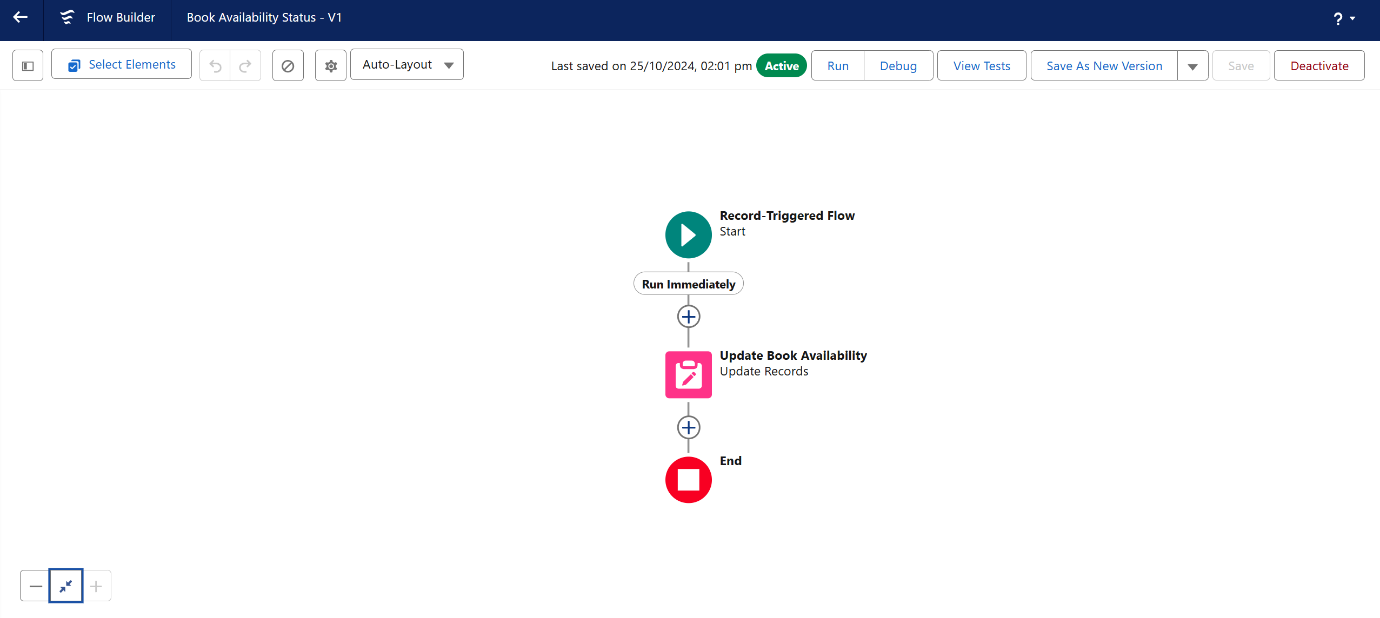 Flow Builder
Book Availability Status - V1
?
Select Elements
Auto-Layout
Last saved on 25/10/2024, 02:01 pm
Active
Run
Debug
View Tests
Save As New Version
Save
Deactivate
Record-Triggered Flow
Start
Run Immediately
Update Book Availability
Update Records
End